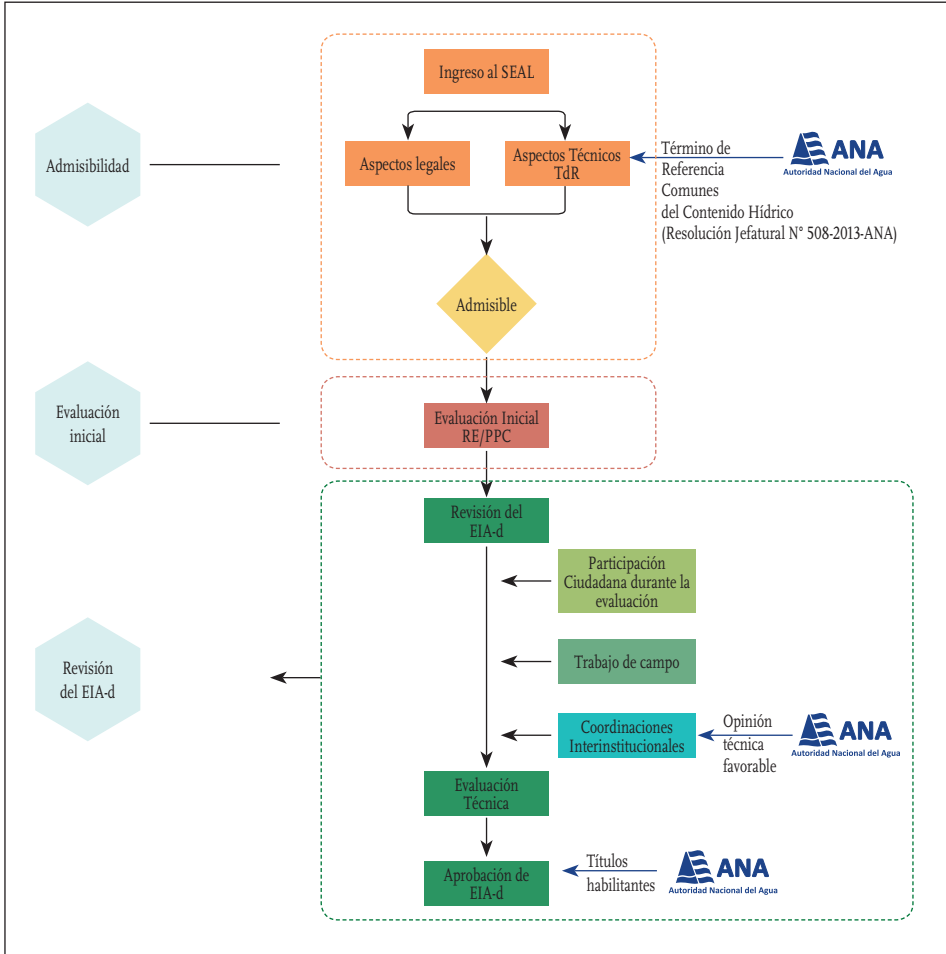 Ingreso al SEAL
Admisibilidad
Aspectos legales
Aspectos Técnicos
TdR
Término de
Referencia
Comunes
del Contenido Hídrico
(Resolución Jefatural N° 508-2013-ANA)
ANA
Autoridad Nacional del Agua
Admisible
Evaluación
inicial
Evaluación Inicial
RE/PPC
Revisión del
EIA-d
Participación
Ciudadana durante la
evaluación
Revisión
del EIA-d
Trabajo de campo
Coordinaciones
Interinstitucionales
Opinión
técnica
favorable
ANA
Autoridad Nacional del Agua
Evaluación
Técnica
Aprobación de
EIA-d
Títulos
habilitantes
ANA
Autoridad Nacional del Agua